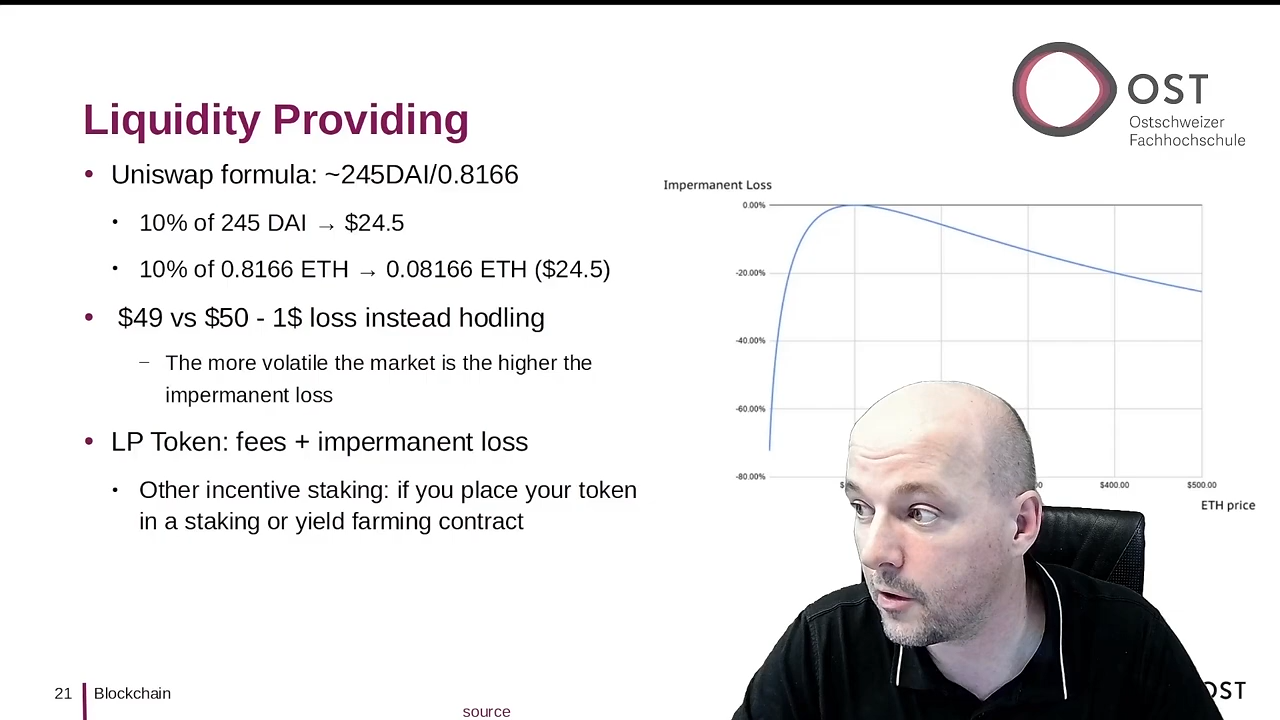 OST
Ostschweizer
Fachhochschule
Liquidity Providing
• Uniswap formula: ~245DAI/0.8166
• 10% of 245 DAI → $24.5
• 10% of 0.8166 ETH → 0.08166 ETH ($24.5)
• $49 vs $50 - 1$ loss instead hodling
– The more volatile the market is the higher the
impermanent loss
• LP Token: fees + impermanent loss
• Other incentive staking: if you place your token
in a staking or yield farming contract
Impermanent Loss
0.00%
-20.00%
-40.00%
-60.00%
-80.00%
$400.00
$500.00
ETH price
21 Blockchain
source
OST